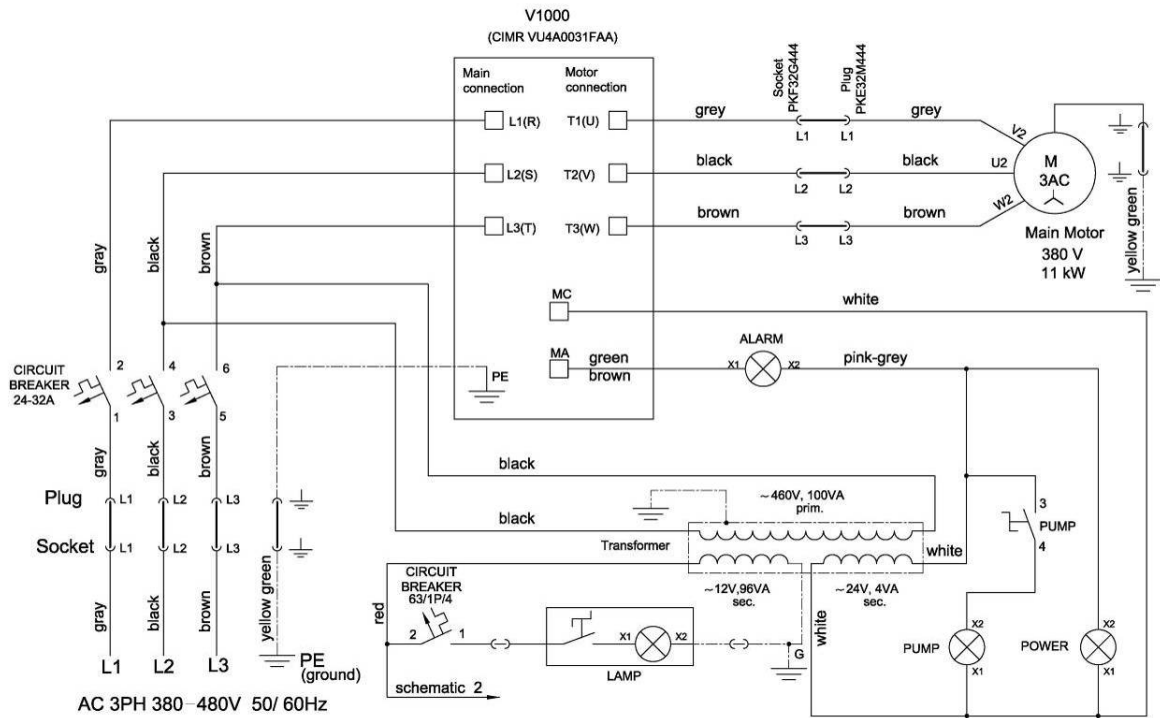 V1000
(CIMR VU4A0031FAA)
Main
connection
Motor
connection
Socket
PKF32G444
Plug
PKE32M444
L1(R)
T1(U)
grey
L1
L1
grey
V2
L2(S)
T2(V)
black
L2
L2
black
U2
M
3AC
L3(T)
T3(W)
brown
L3
L3
brown
W2
Main Motor
380 V
11 kW
yellow green
gray
black
brown
MC
white
MA
green
brown
ALARM
X1
X2
pink-grey
PE
CIRCUIT
BREAKER
24-32A
2
4
6
1
3
5
gray
black
brown
black
black
Plug
L1
L2
L3
Socket
L1
L2
L3
gray
black
brown
yellow green
L1
L2
L3
PE
(ground)
AC 3PH 380-480V 50/ 60Hz
~460V, 100VA
prim.
Transformer
white
~12V,96VA
sec.
~24V, 4VA
sec.
3
PUMP
4
CIRCUIT
BREAKER
63/1P/4
red
2
1
X1
X2
LAMP
G
white
schematic 2
PUMP
X2
X1
POWER
X2
X1